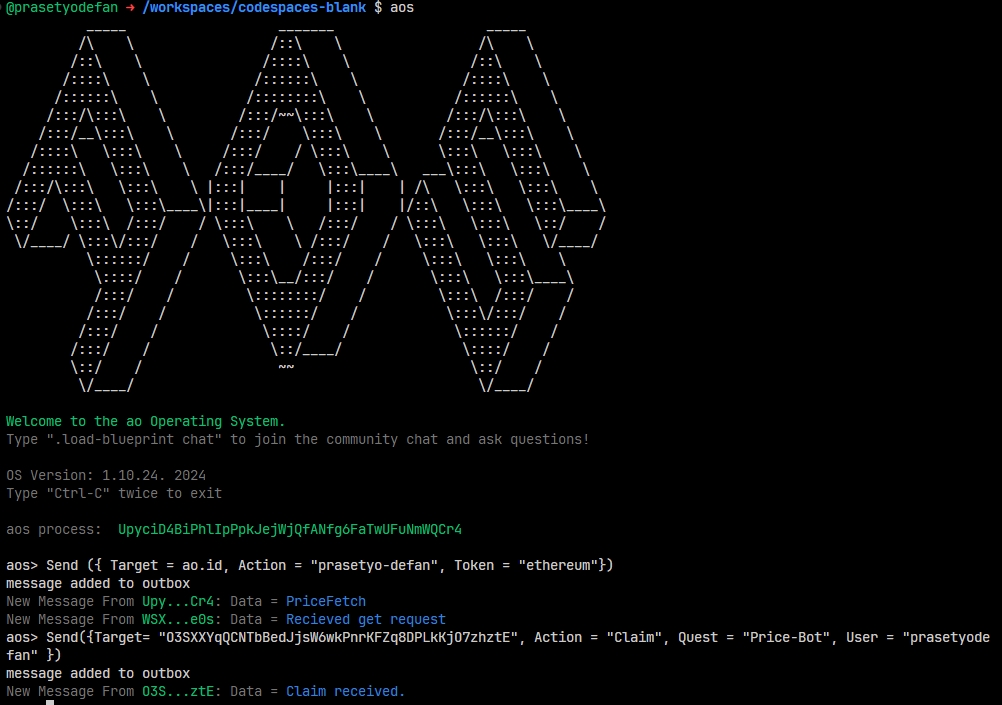 @prasetyodefan → /workspaces/codespaces-blank $ aos
Welcome to the ao Operating System.
Type ".load-blueprint chat" to join the community chat and ask questions!
OS Version: 1.10.24. 2024
Type "Ctrl-C" twice to exit
aos process:  UpyciD4BiPhlIpPpkJejWjQfANfg6FaTwUFuNmWQCr4
aos> Send ({ Target = ao.id, Action = "prasetyo-defan", Token = "ethereum"})
message added to outbox
New Message From Upy...Cr4: Data = PriceFetch
New Message From WSX...e0s: Data = Recieved get request
aos> Send({Target= "O3SXXYqQCNTbBedJjsW6wkPnrKFZq8DPLkKjO7zhztE", Action = "Claim", Quest = "Price-Bot", User = "prasetyode
fan" })
message added to outbox
New Message From O3S...ztE: Data = Claim received.